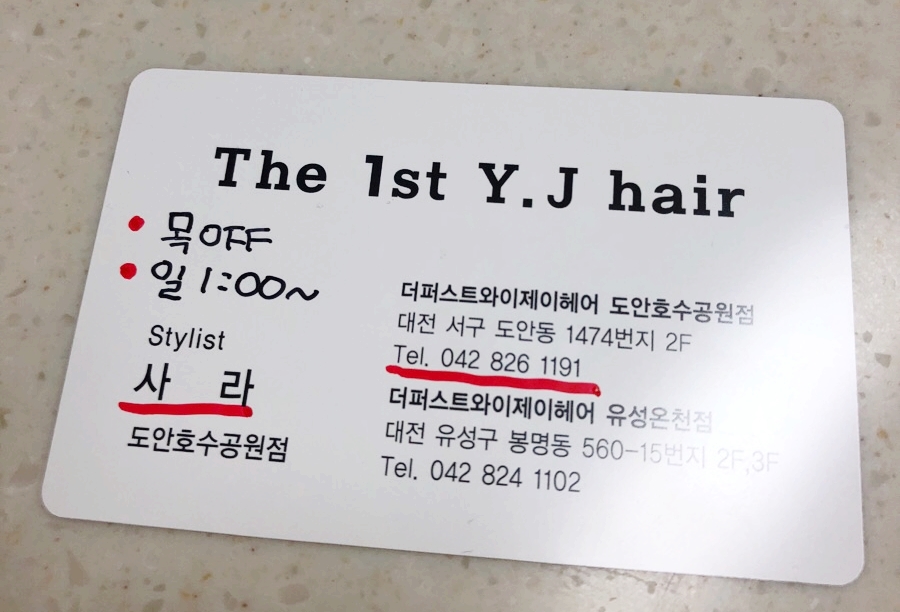 The 1st Y.J hair
목OFF
일 1:00~
Stylist
사 라
도안호수공원점
더퍼스트와이제이헤어 도안호수공원점
대전 서구 도안동 1474번지 2F
Tel. 042 826 1191
더퍼스트와이제이헤어 유성온천점
대전 유성구 봉명동 560-15번지 2F,3F
Tel. 042 824 1102